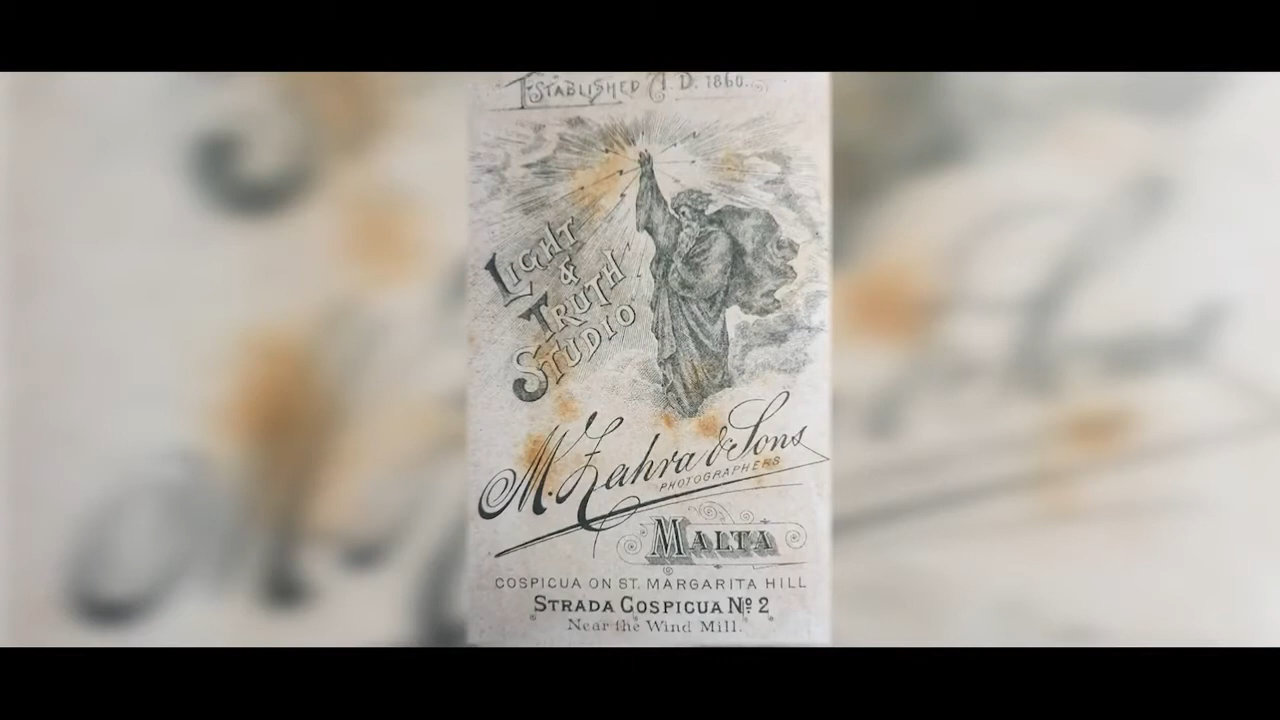 ESTABLISHED A.D. 1860.
LIGHT
&
TRUTH
STUDIO
M. Zahra & Sons
PHOTOGRAPHERS
MALTA
COSPICUA ON ST. MARGARITA HILL
STRADA COSPICUA Nº 2
Near the Wind Mill.